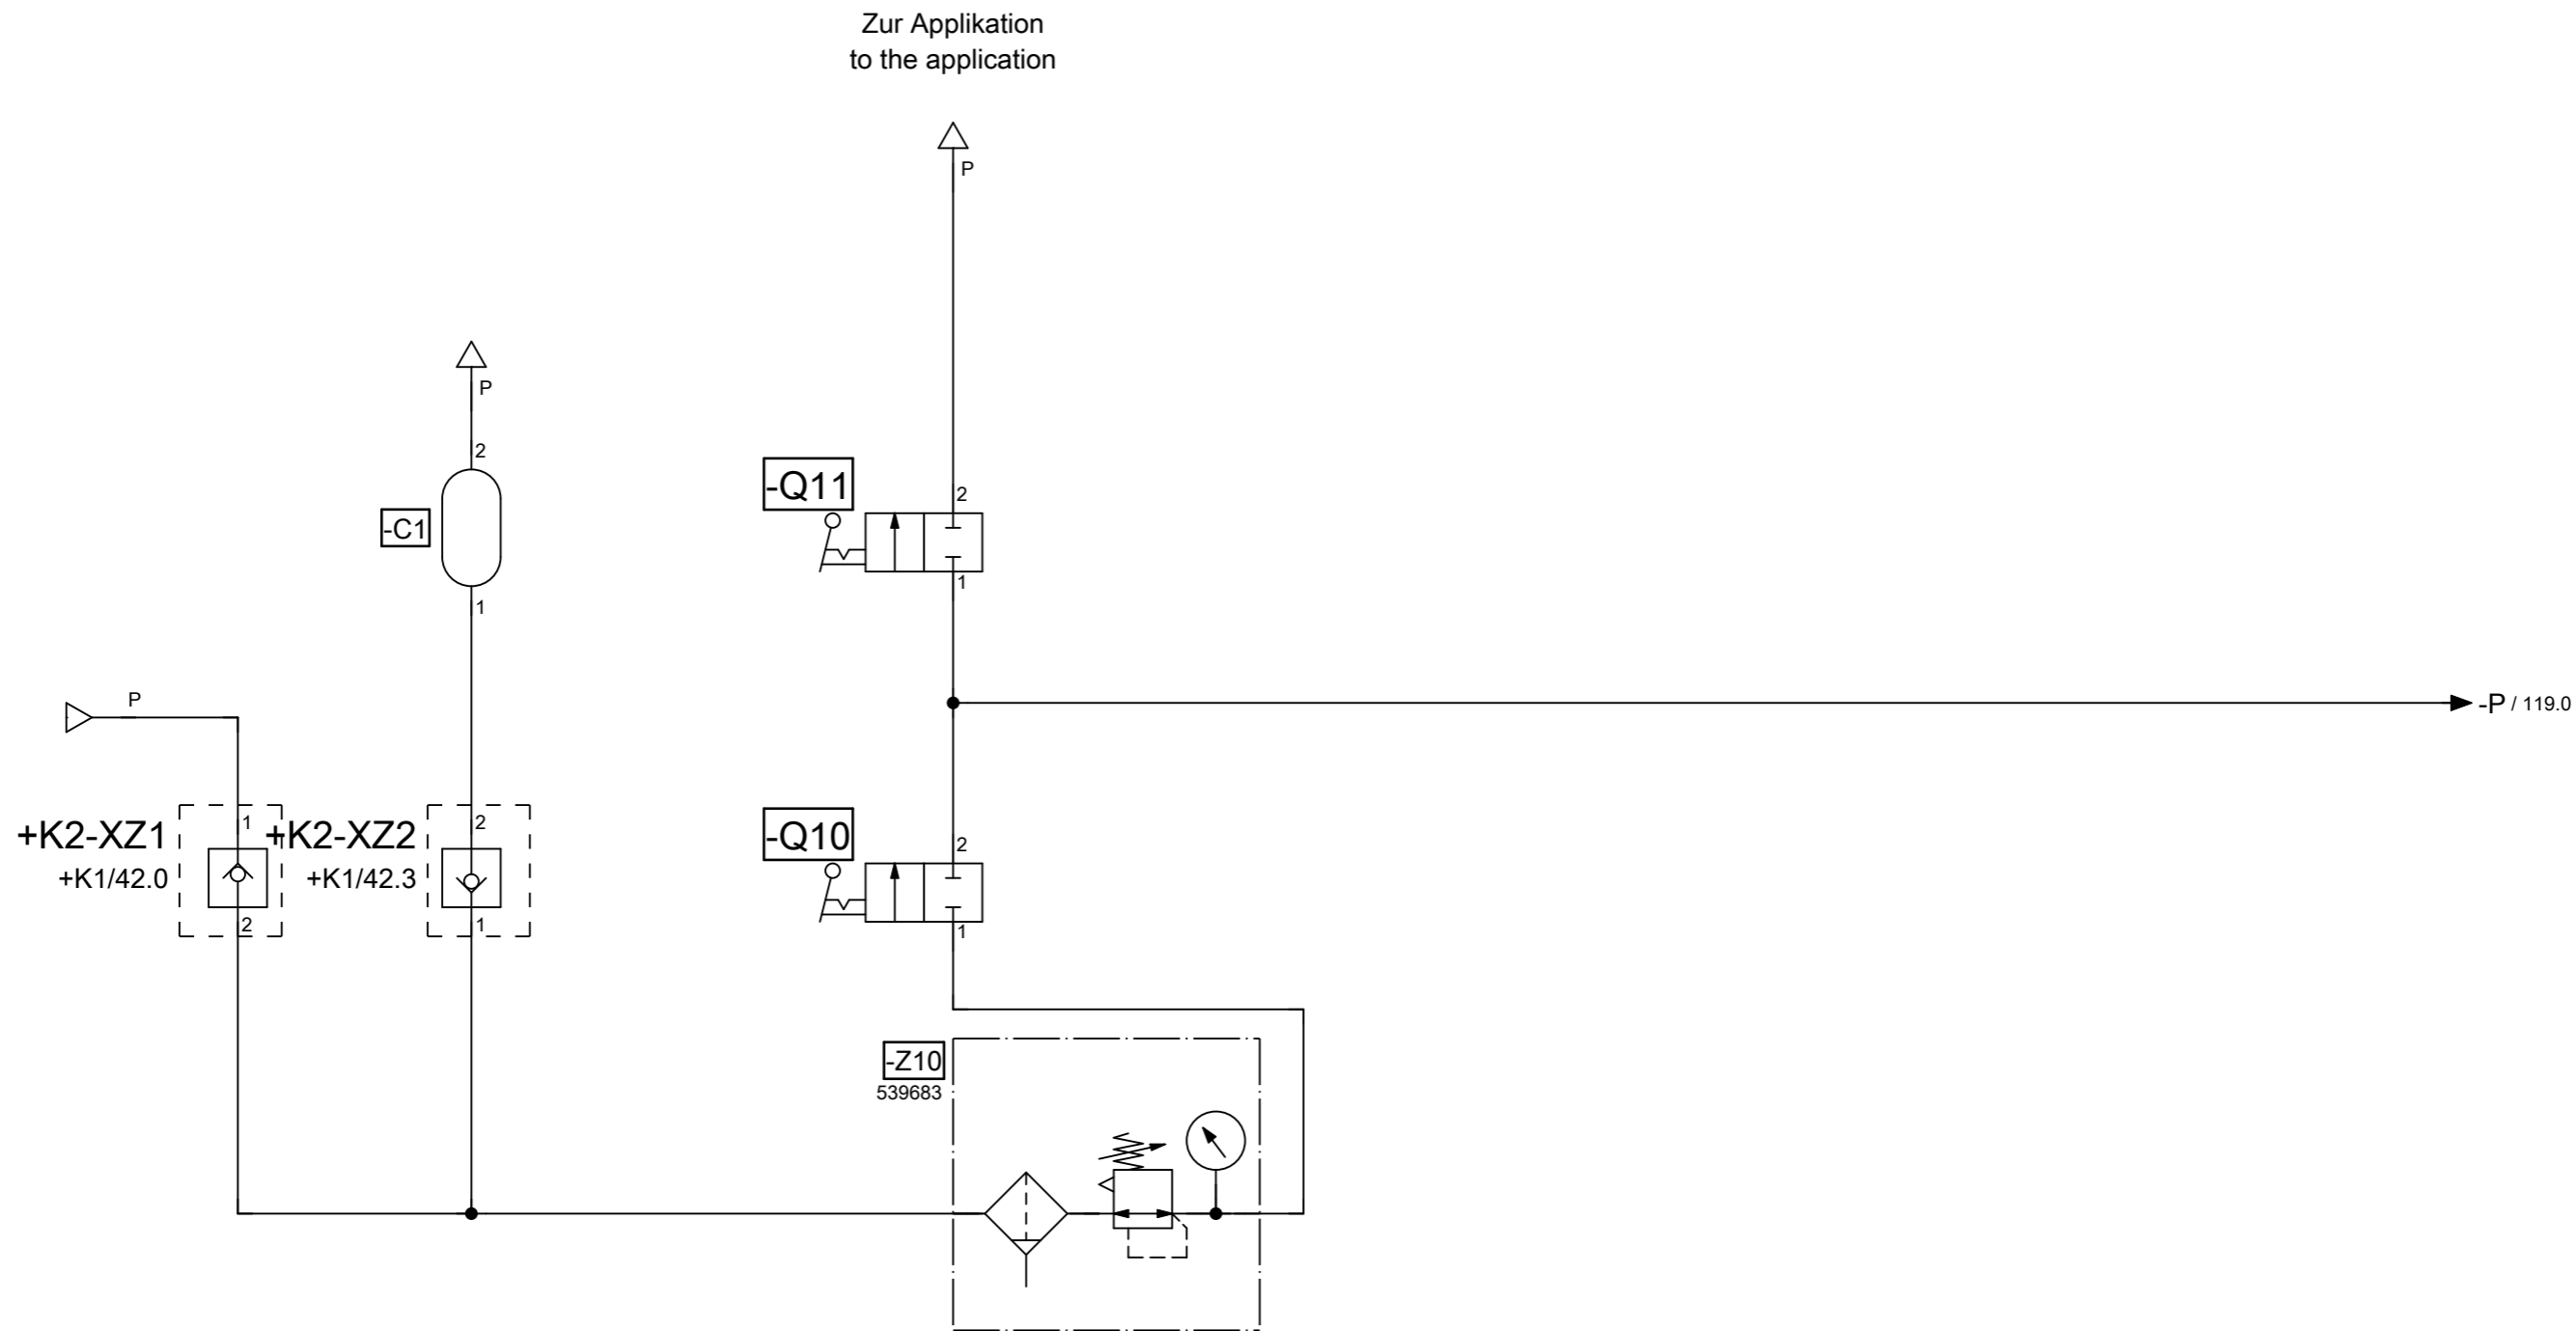 Zur Applikation
to the application
P
P
2
-C1
1
-Q11
2
1
P
-P / 119.0
+K2-XZ1
+K1/42.0
1
2
+K2-XZ2
+K1/42.3
2
1
-Q10
2
1
-Z10
539683